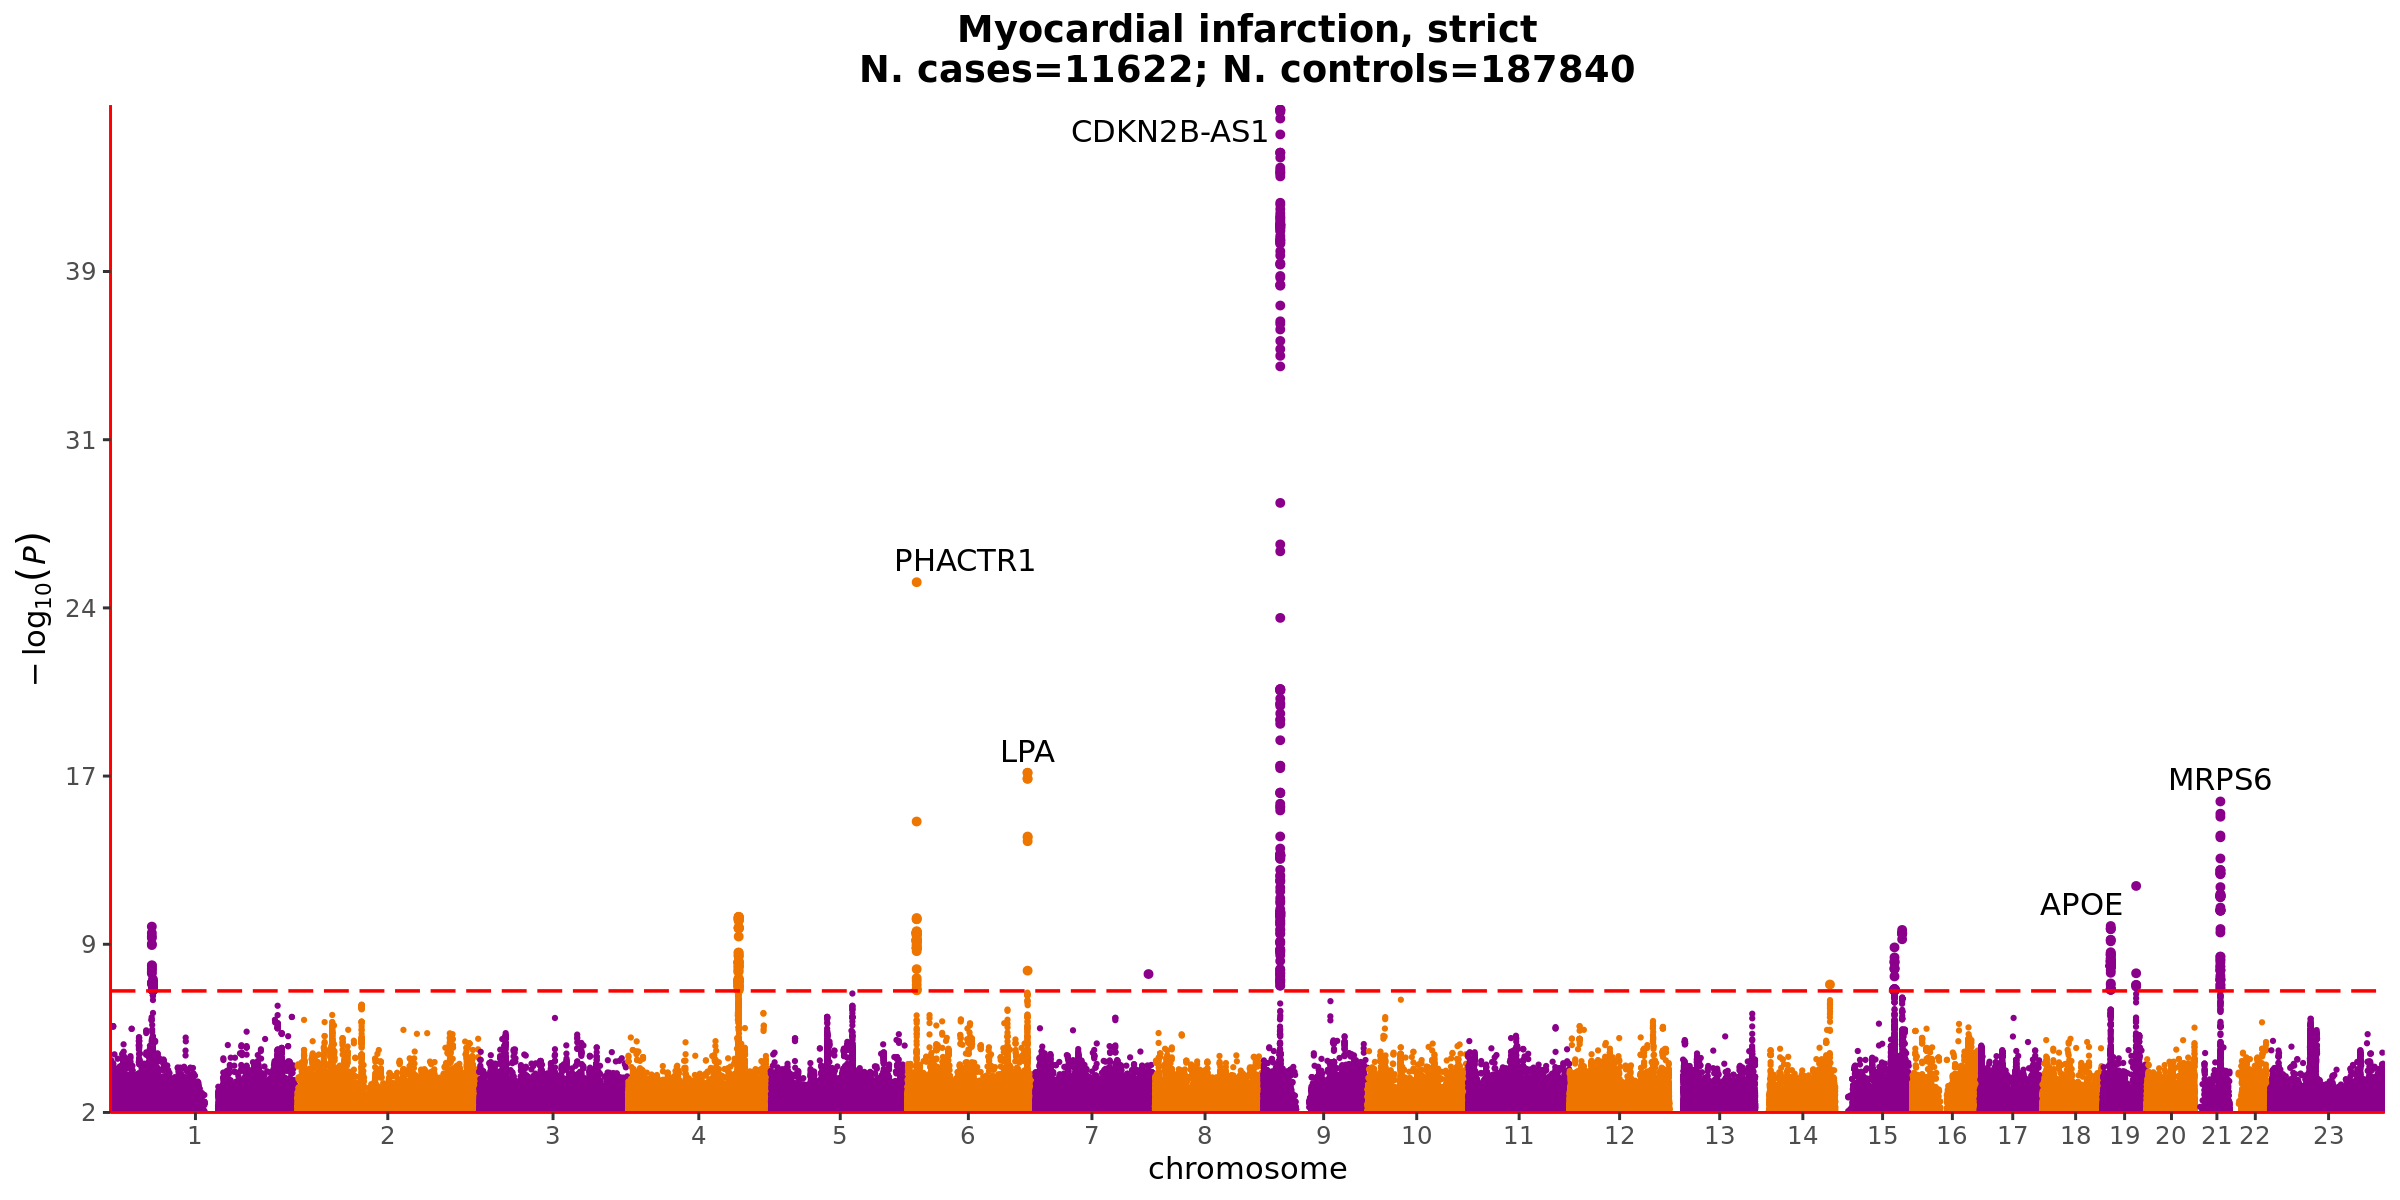 Myocardial infarction, strict
N. cases=11622; N. controls=187840
CDKN2B-AS1
PHACTR1
LPA
MRPS6
APOE
39
31
24
17
9
2
−log10(P)
1 2 3 4 5 6 7 8 9 10 11 12 13 14 15 16 17 18 19 20 21 22 23
chromosome